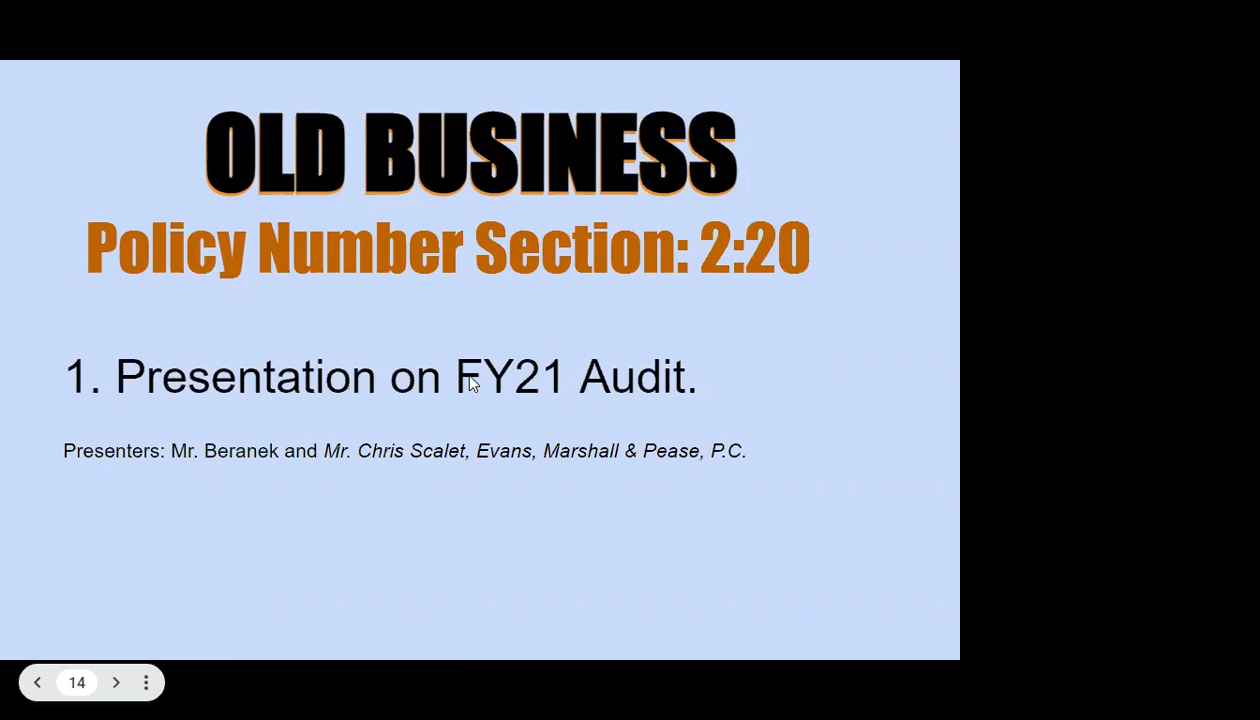 OLD BUSINESS
Policy Number Section: 2:20
1. Presentation on FY21 Audit.
Presenters: Mr. Beranek and Mr. Chris Scalet, Evans, Marshall & Pease, P.C.
14